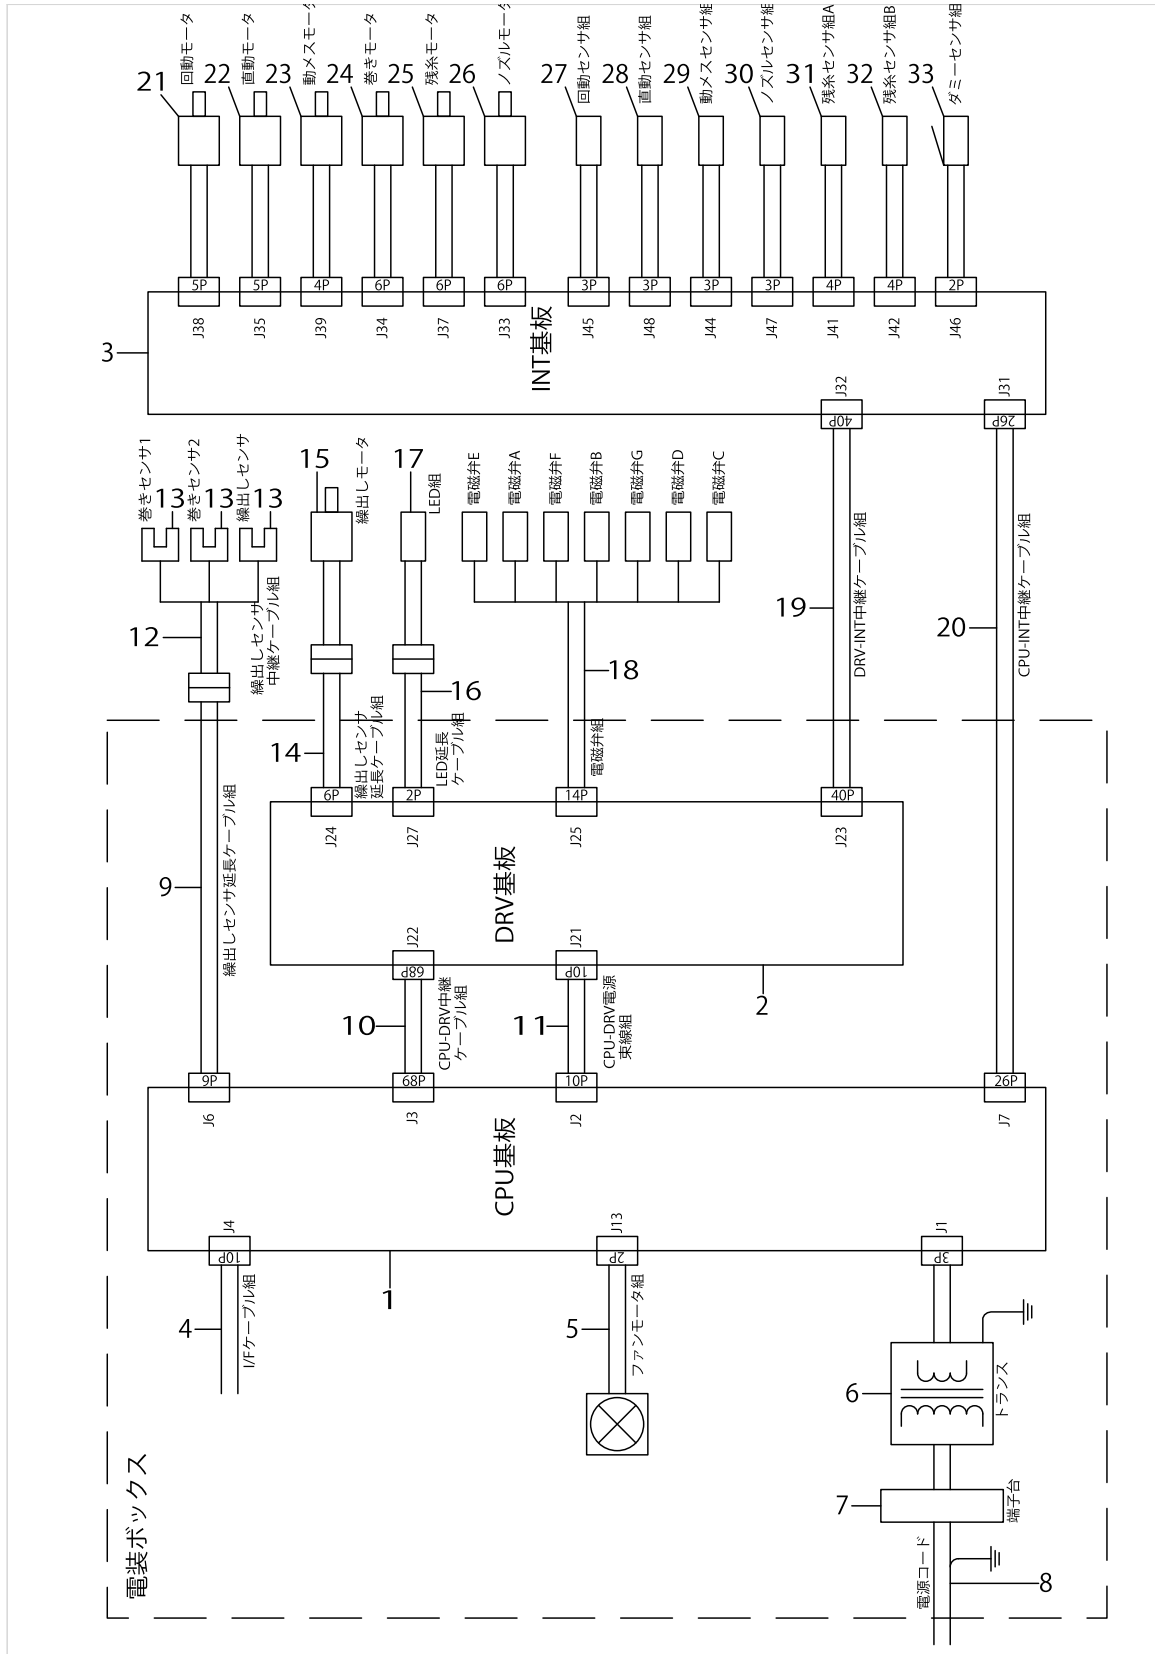 回動モータ
直動モータ
動メスモータ
巻きモータ
残糸モータ
ノズルモータ
回動センサ組
直動センサ組
動メスセンサ組
ノズルセンサ組
残糸センサ組A
残糸センサ組B
ダミーセンサ組
21
22
23
24
25
26
27
28
29
30
31
32
33
5P
5P
4P
6P
6P
6P
3P
3P
3P
3P
4P
4P
2P
J38
J35
J39
J34
J37
J33
J45
J48
J44
J47
J41
J42
J46
INT基板
3
J32
J31
40P
26P
巻きセンサ1
巻きセンサ2
繰出しセンサ
13
13
13
15
繰出しモータ
17
LED組
電磁弁E
電磁弁A
電磁弁F
電磁弁B
電磁弁G
電磁弁D
電磁弁C
12
繰出しセンサ
中継ケーブル組
16
18
19
DRV-INT中継ケーブル組
20
CPU-INT中継ケーブル組
14
繰出しセンサ
延長ケーブル組
LED延長
ケーブル組
電磁弁組
6P
2P
14P
40P
J24
J27
J25
J23
9
繰出しセンサ延長ケーブル組
DRV基板
J22
J21
68P
10P
2
10
CPU-DRV中継
ケーブル組
11
CPU-DRV電源
束線組
9P
68P
10P
26P
J6
J3
J2
J7
CPU基板
J4
J13
J1
10P
2P
3P
1
4
I/Fケーブル組
5
ファンモータ組
6
トランス
7
端子台
電源コード
8
電装ボックス